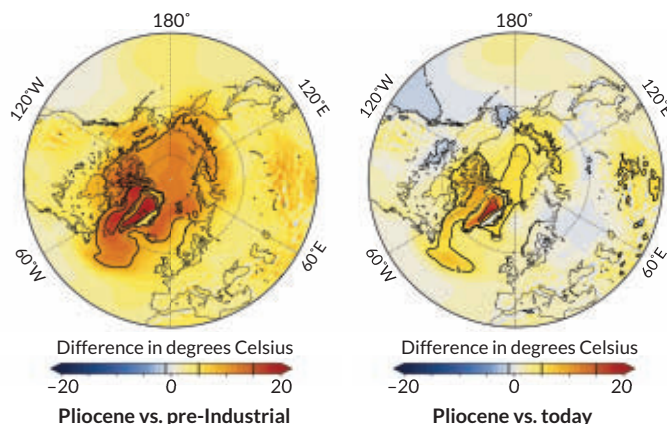 180°
120°W
120°E
60°W
60°E
Difference in degrees Celsius
−20 0 20
Pliocene vs. pre-Industrial
180°
120°W
120°E
60°W
60°E
Difference in degrees Celsius
−20 0 20
Pliocene vs. today